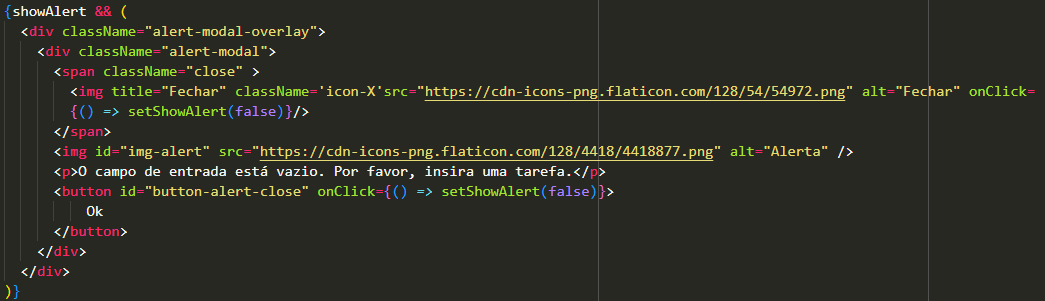 {showAlert && (
<div className="alert-modal-overlay">
<div className="alert-modal">
<span className="close" >
<img title="Fechar" className='icon-X'src="https://cdn-icons-png.flaticon.com/128/54/54972.png" alt="Fechar" onClick=
{() => setShowAlert(false)}/>
</span>
<img id="img-alert" src="https://cdn-icons-png.flaticon.com/128/4418/4418877.png" alt="Alerta" />
<p>O campo de entrada está vazio. Por favor, insira uma tarefa.</p>
<button id="button-alert-close" onClick={() => setShowAlert(false)}>
Ok
</button>
</div>
</div>
)}